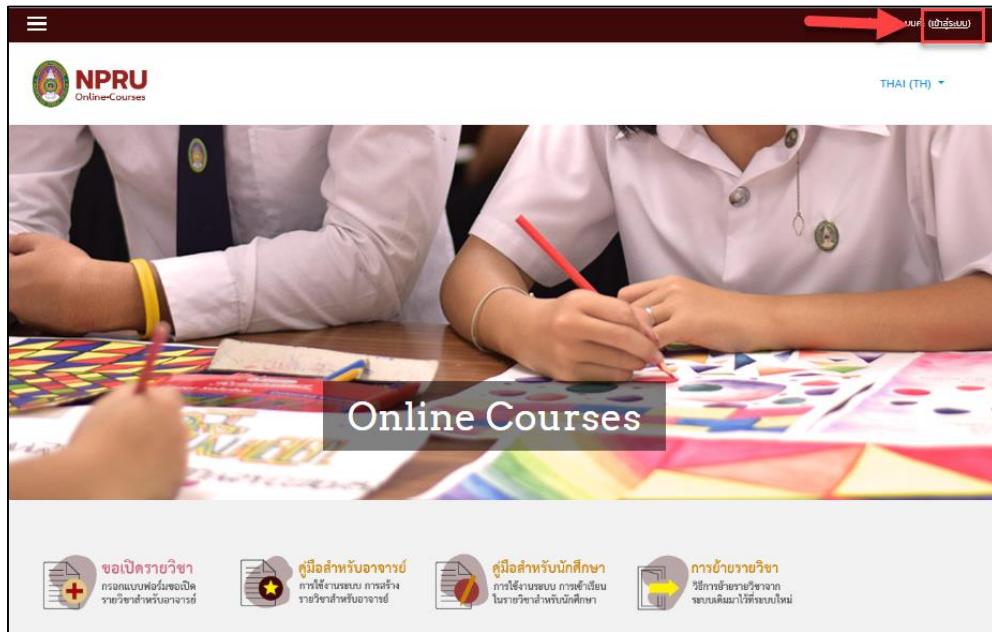 (เข้าสู่ระบบ)
NPRU
Online-Courses
THAI (TH)
Online Courses
ขอเปิดรายวิชา
กรอกแบบฟอร์มขอเปิด
รายวิชาสำหรับอาจารย์
คู่มือสำหรับอาจารย์
การใช้งานระบบ การสร้าง
รายวิชาสำหรับอาจารย์
คู่มือสำหรับนักศึกษา
การใช้งานระบบ การเข้าเรียน
ในรายวิชาสำหรับนักศึกษา
การย้ายรายวิชา
วิธีการย้ายรายวิชาจาก
ระบบเดิมมาไว้ที่ระบบใหม่